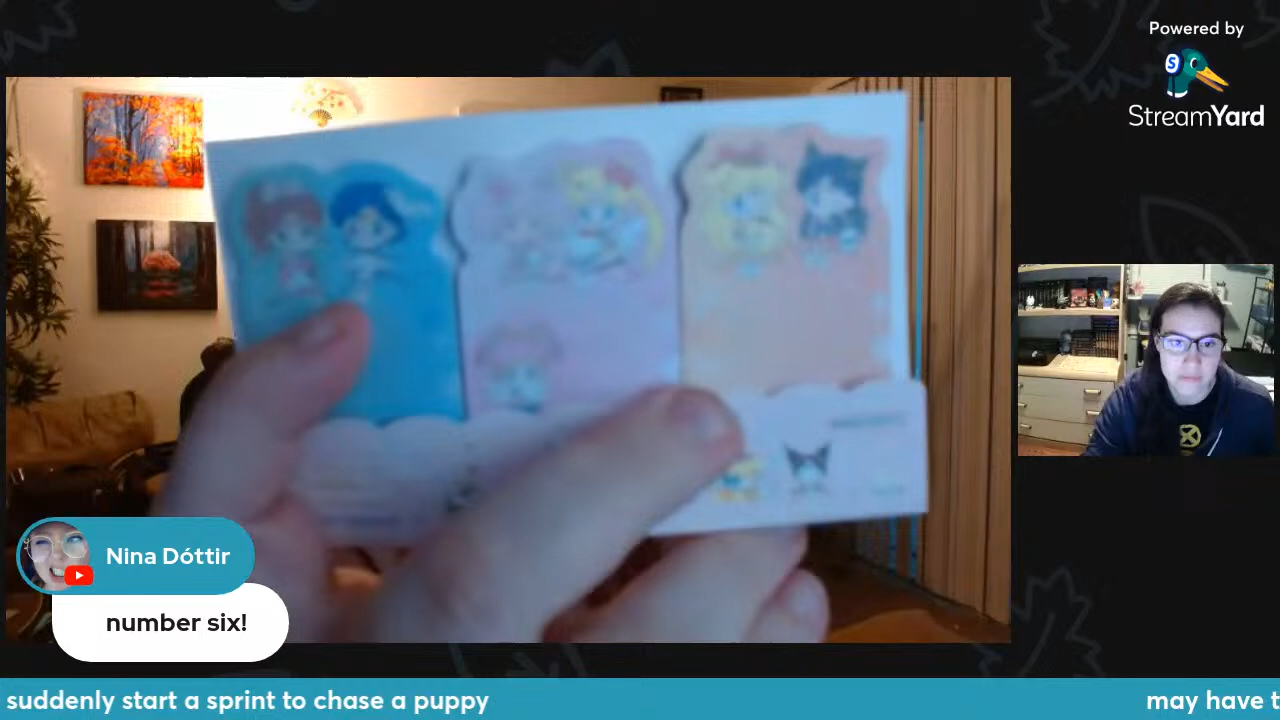 Powered by
S
StreamYard
Nina Dóttir
number six!
suddenly start a sprint to chase a puppy
may have t